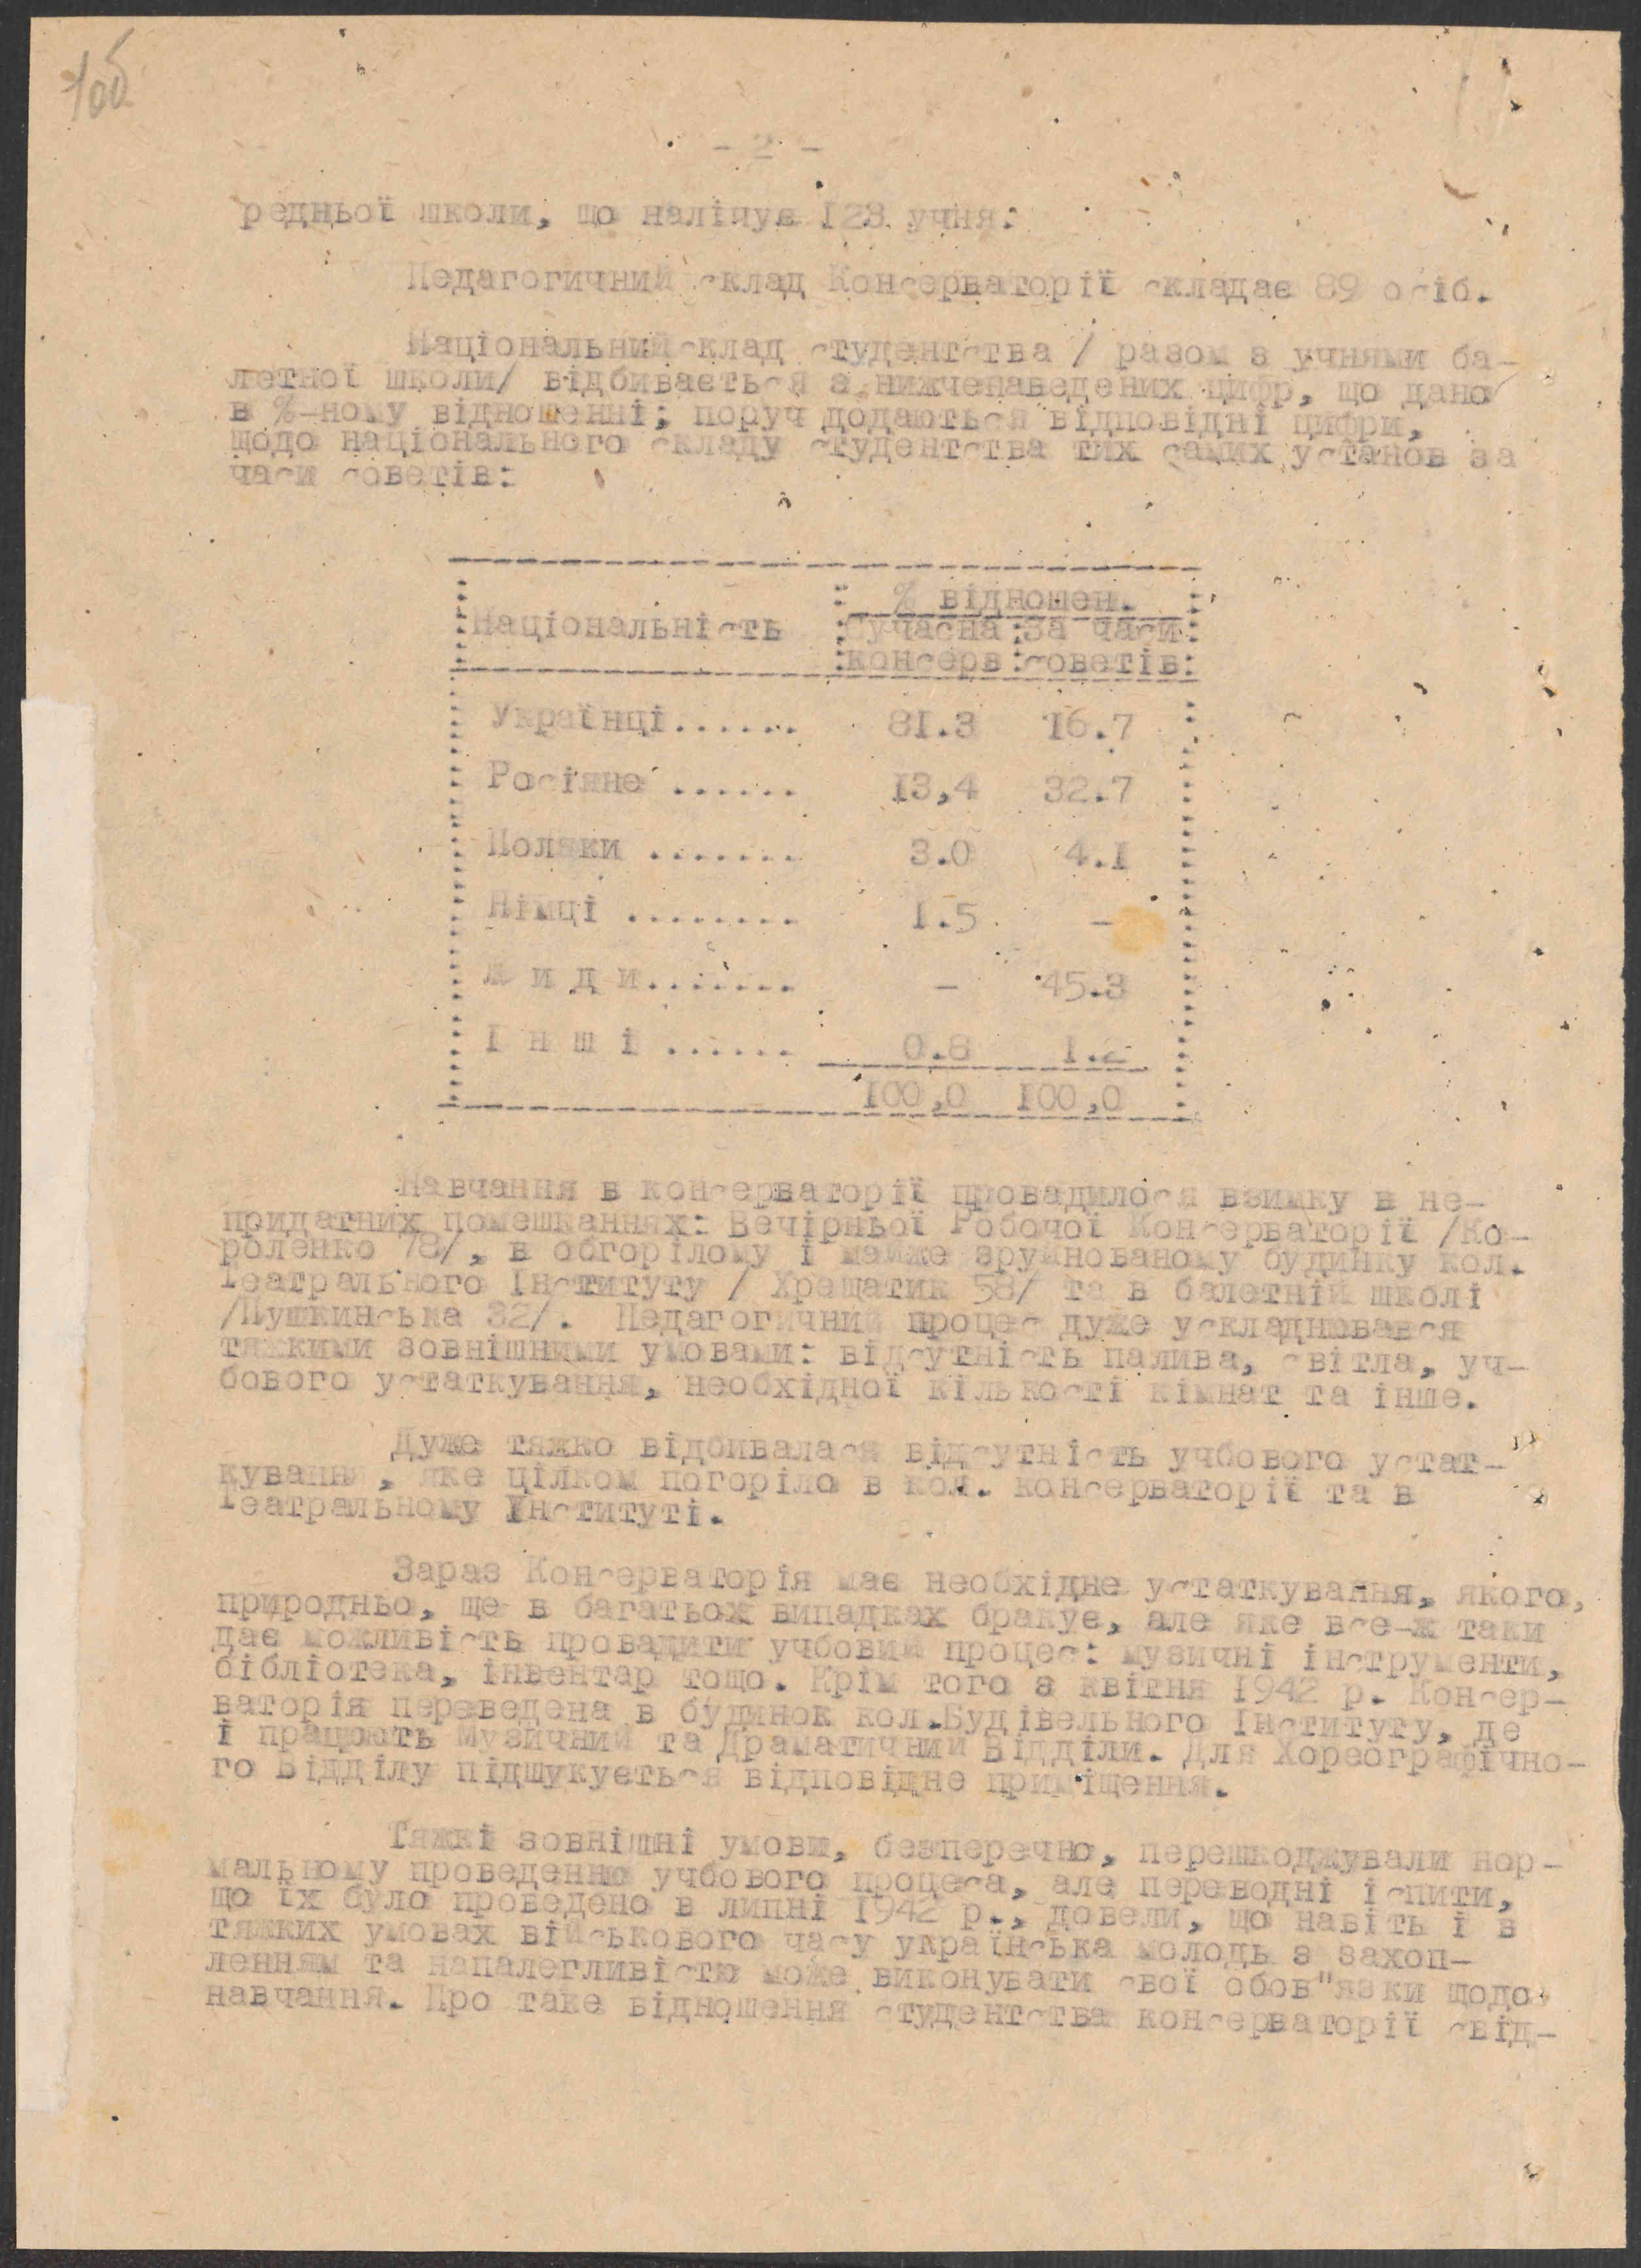 10б
- 2 -
редньої школи, що налічує 123 учня.
Педагогичний склад Консерваторії складає 89 осіб.
Національний склад студентства / разом з учнями ба-
летної школи/ відбивається з нижченаведених цифр, що дано
в %-ному відношенні; поруч додаються відповідні цифри,
щодо національного складу студентства тих самих установ за
часи советів:
% відношен.
Національність : Сучасна : За часи :
: консерв : советів :
Українці...... 81.3 16.7
Росіяне ...... 13,4 32.7
Поляки ....... 3.0 4.1
Німці ........ 1.5 -
Ж и д и....... - 45.3
І н ш і ...... 0.8 1.2
100,0 100,0
Навчання в консерваторії провадилося взимку в не-
придатних помешканнях: Вечірньої Робочої Консерваторії /Ко-
роленко 78/, в обгорілому і майже зруйнованому будинку кол.
Театрального Інституту / Хрещатик 58/ та в балетній школі
/Пушкинська 32/. Педагогичний процес дуже ускладнювався
тяжкими зовнішними умовами: відсутність палива, світла, уч-
бового устаткування, необхідної кількості кімнат та інше.
Дуже тяжко відбивалася відсутність учбового устат-
кування, яке цілком погоріло в кол. консерваторії та в
Театральному Інституті.
Зараз Консерваторія має необхідне устаткування, якого,
природньо, ще в багатьох випадках бракує, але яке все-ж таки
дає можливість провадити учбовий процес: музичні інструменти,
бібліотека, інвентар тощо. Крім того з квітня 1942 р. Консер-
ваторія переведена в будинок кол.Будівельного Інституту, де
і працюють Музичний та Драматичний Відділи. Для Хореографічно-
го Відділу підшукується відповідне приміщення.
Тяжкі зовнішні умови, безперечно, перешкоджували нор-
мальному проведенню учбового процеса, але переводні іспити,
що їх було проведено в липні 1942 р., довели, що навіть і в
тяжких умовах військового часу українська молодь з захоп-
ленням та напалегливістю може виконувати свої обов"язки щодо
навчання. Про таке відношення студентства консерваторії свід-